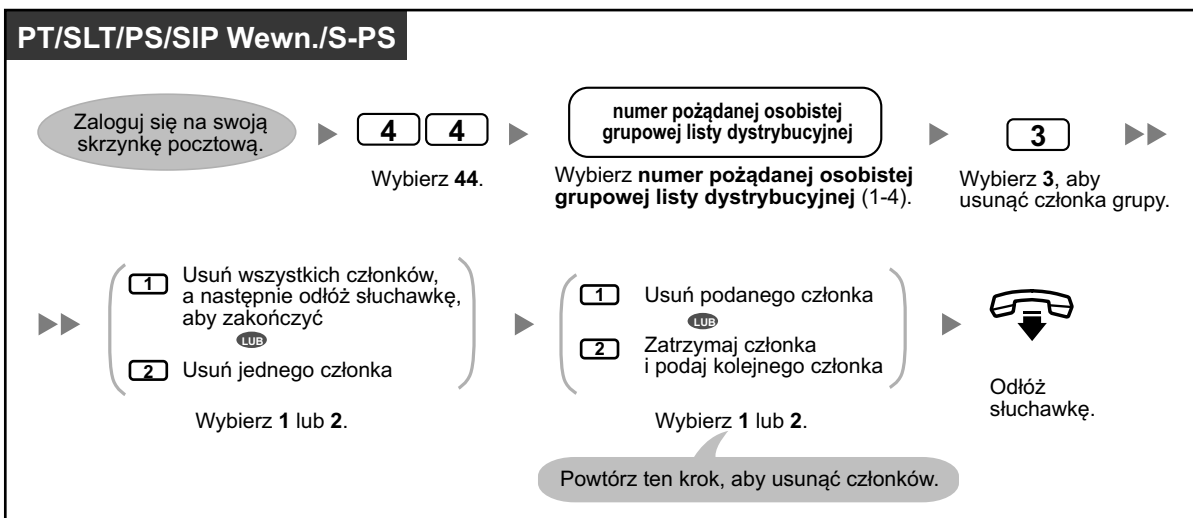 PT/SLT/PS/SIP Wewn./S-PS
Zaloguj się na swoją
skrzynkę pocztową.
4 4
Wybierz 44.
numer pożądanej osobistej
grupowej listy dystrybucyjnej
Wybierz numer pożądanej osobistej
grupowej listy dystrybucyjnej (1-4).
3
Wybierz 3, aby
usunąć członka grupy.
1 Usuń wszystkich członków,
a następnie odłóż słuchawkę,
aby zakończyć
LUB
2 Usuń jednego członka
Wybierz 1 lub 2.
1 Usuń podanego członka
LUB
2 Zatrzymaj członka
i podaj kolejnego członka
Wybierz 1 lub 2.
Powtórz ten krok, aby usunąć członków.
Odłóż
słuchawkę.